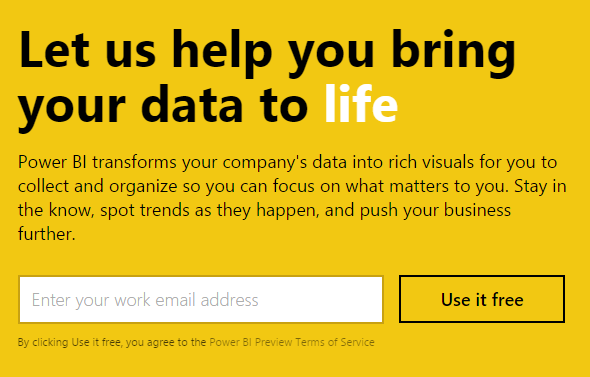 Let us help you bring
your data to life
Power BI transforms your company's data into rich visuals for you to
collect and organize so you can focus on what matters to you. Stay in
the know, spot trends as they happen, and push your business
further.
Enter your work email address
Use it free
By clicking Use it free, you agree to the Power BI Preview Terms of Service